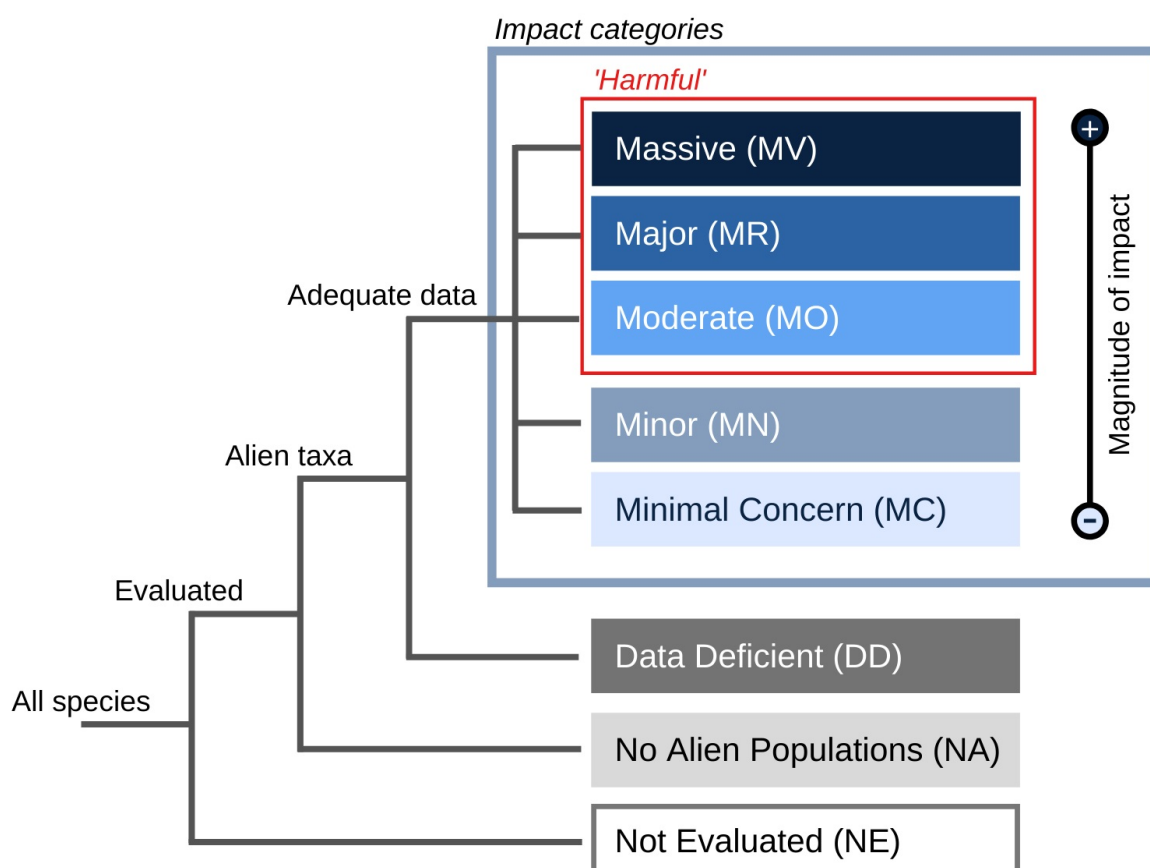 Impact categories
'Harmful'
Massive (MV)
+
Major (MR)
Magnitude of impact
Adequate data
Moderate (MO)
Minor (MN)
Alien taxa
Minimal Concern (MC)
-
Evaluated
Data Deficient (DD)
All species
No Alien Populations (NA)
Not Evaluated (NE)